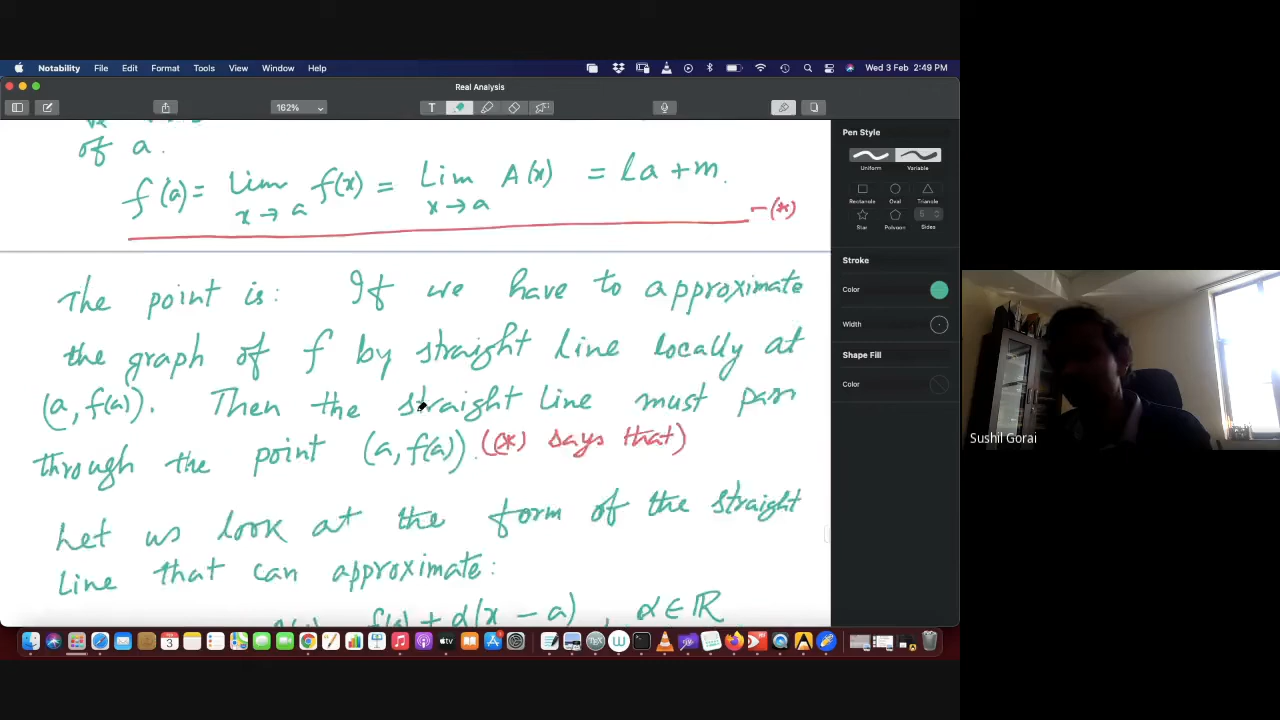 Notability File Edit Format Tools View Window Help Wed 3 Feb 2:49 PM
Real Analysis
162% T
of a.
f(a) = lim x→a f(x) = Lim x→a A(x) = La + m.
—(*)
The point is: If we have to approximate
the graph of f by straight line locally at
(a, f(a)). Then the straight line must pass
through the point (a, f(a)). ((*) says that)
Let us look at the form of the straight
line that can approximate:
f(a) + α(x − a), α ∈ ℝ
Pen Style
Uniform Variable
Rectangle Oval Triangle
6
Star Polygon Sides
Stroke
Color
Width
Shape Fill
Color
Sushil Gorai